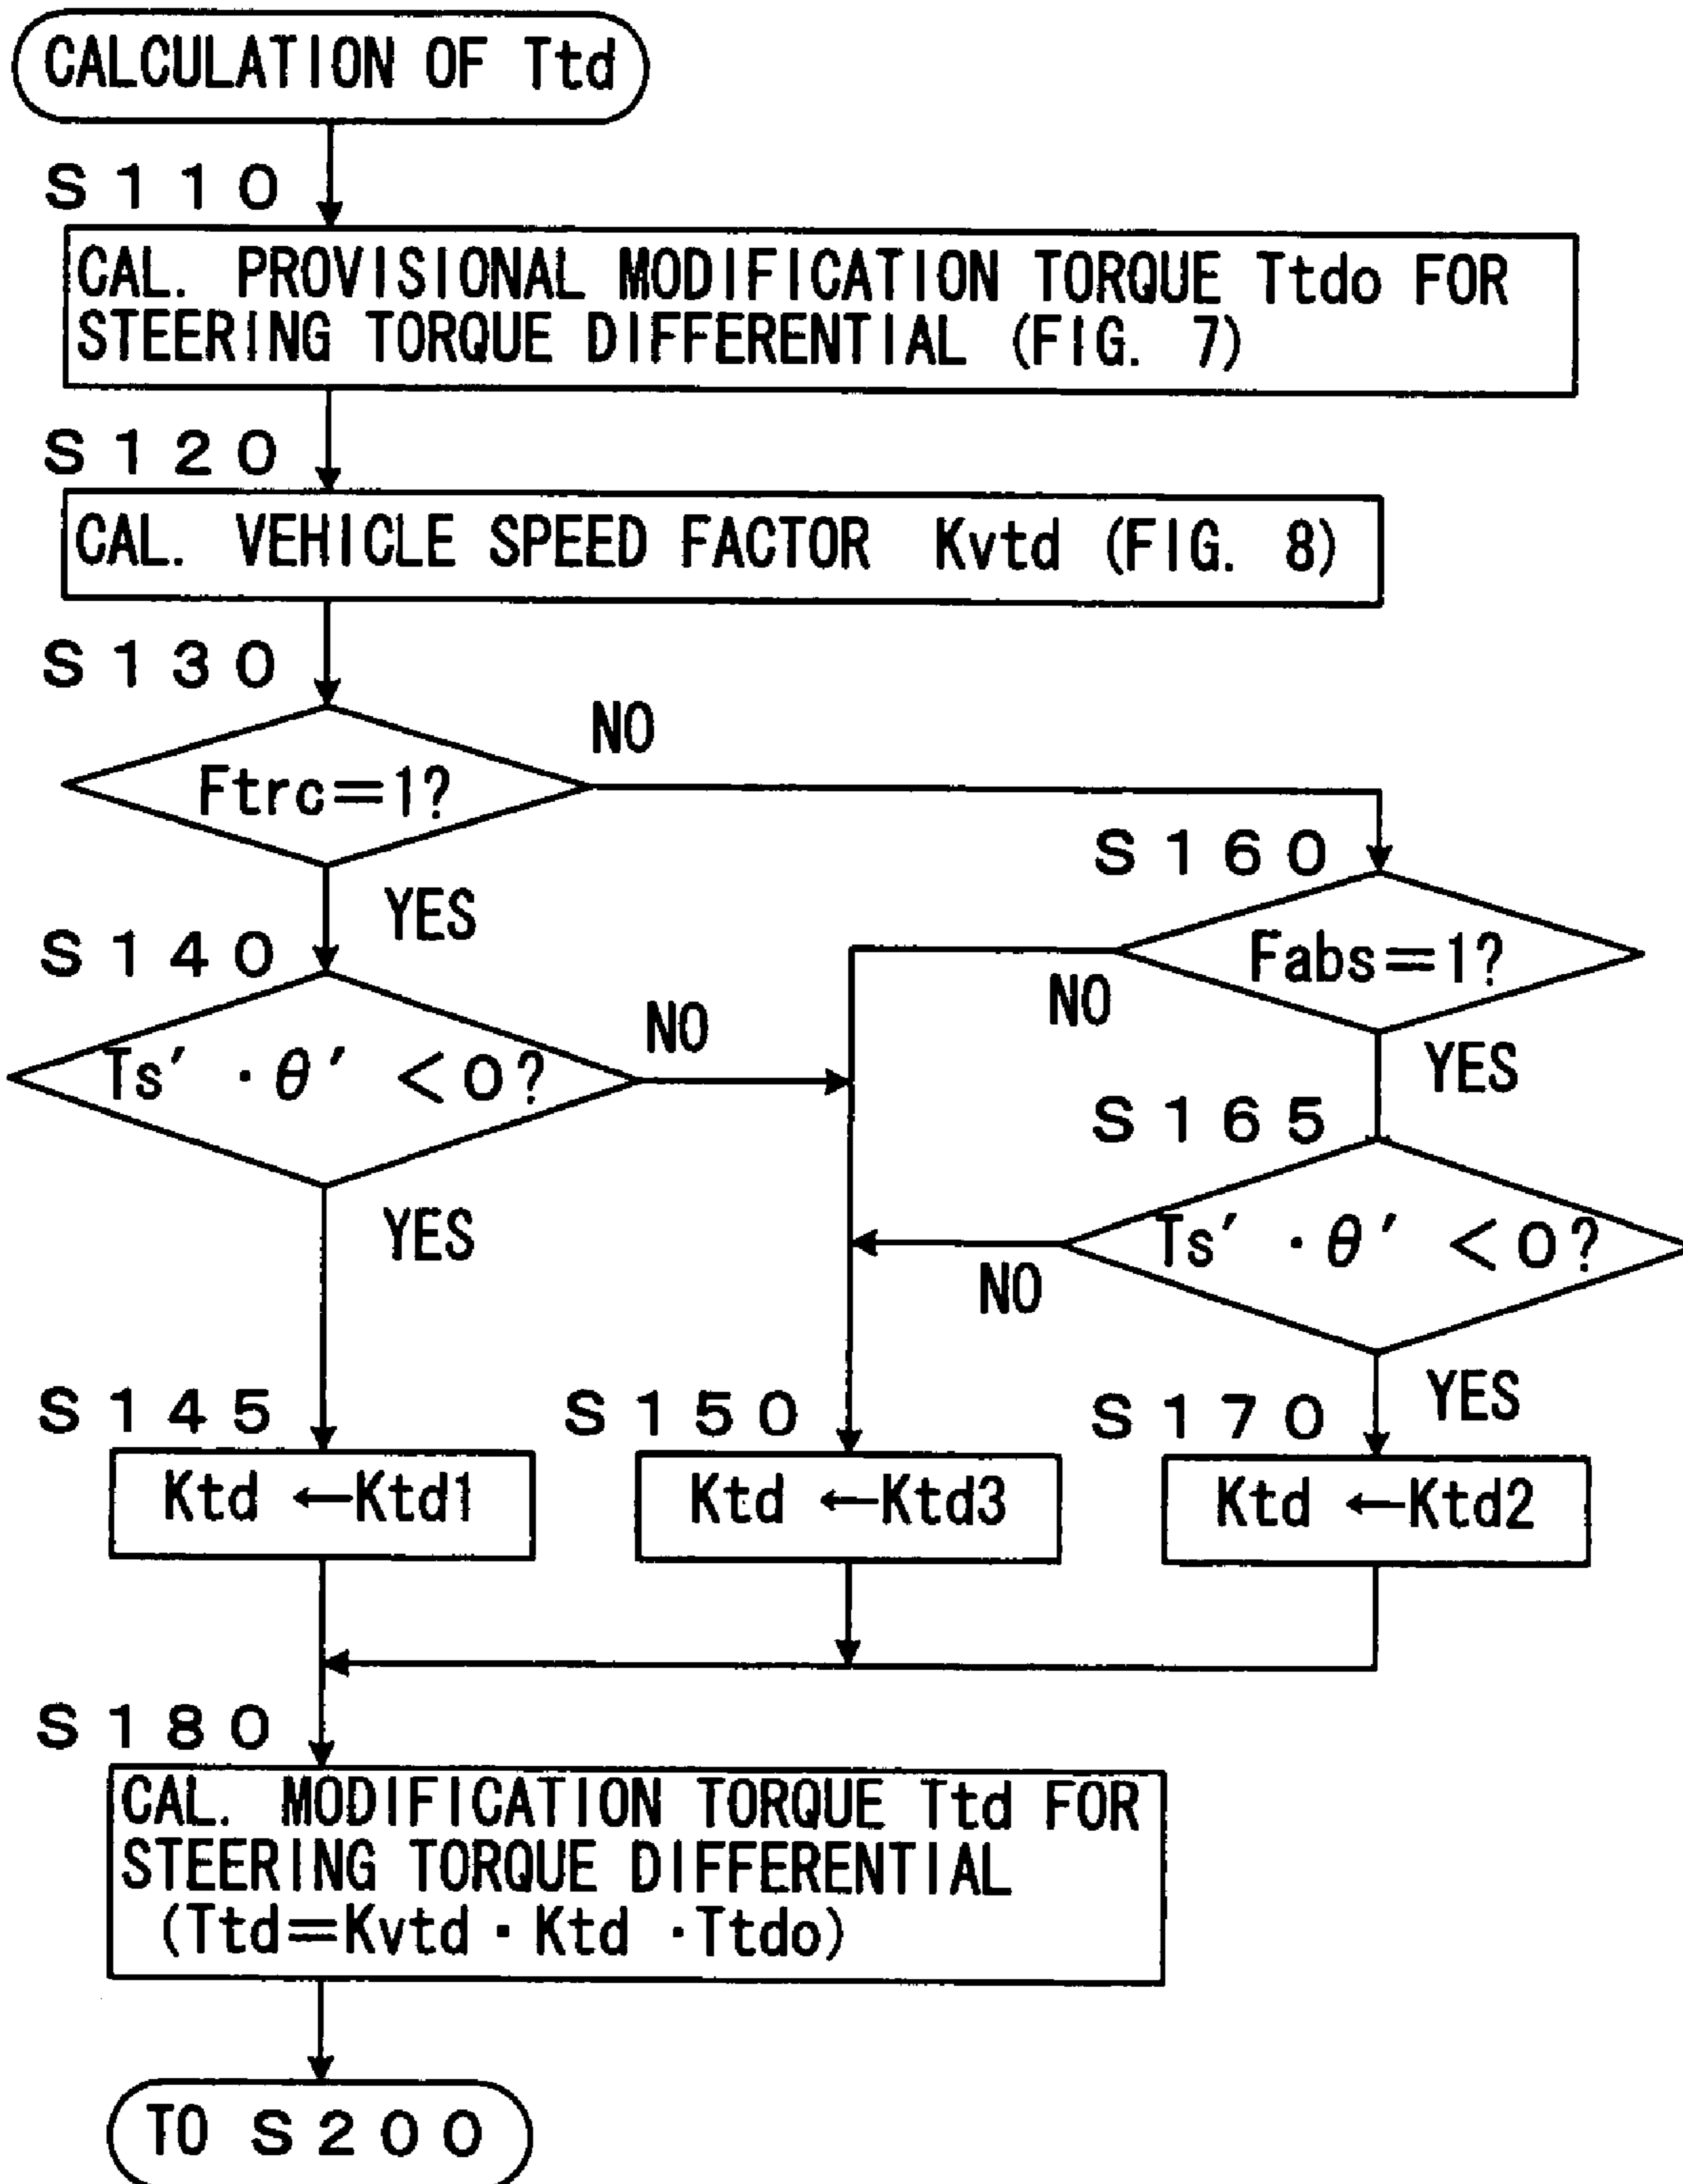 CALCULATION OF Ttd
S110
CAL. PROVISIONAL MODIFICATION TORQUE Ttdo FOR
STEERING TORQUE DIFFERENTIAL (FIG. 7)
S120
CAL. VEHICLE SPEED FACTOR Kvtd (FIG. 8)
S130
NO
Ftrc=1?
S160
YES
Fabs=1?
S140
NO
NO
Ts′ · θ′ <0?
YES
S165
YES
Ts′ · θ′ <0?
NO
S145
S150
S170
YES
Ktd ←Ktd1
Ktd ←Ktd3
Ktd ←Ktd2
S180
CAL. MODIFICATION TORQUE Ttd FOR
STEERING TORQUE DIFFERENTIAL
(Ttd=Kvtd · Ktd · Ttdo)
TO S200